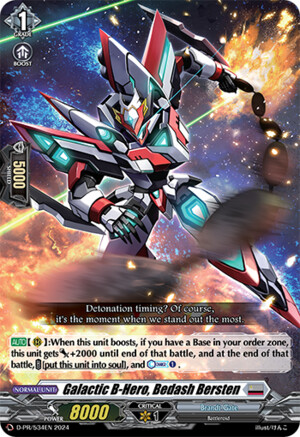 1
GRADE
BOOST
5000
SHIELD
Detonation timing? Of course,
it's the moment when we stand out the most.
AUTO [ ]:When this unit boosts, if you have a Base in your order zone,
this unit gets +2000 until end of that battle, and at the end of that
battle, [put this unit into soul], and 1.
NORMAL UNIT
Galactic B-Hero, Bedash Bersten
POWER 8000
CRITICAL
1
Brandt Gate
Battleroid
D-PR/534EN 2024